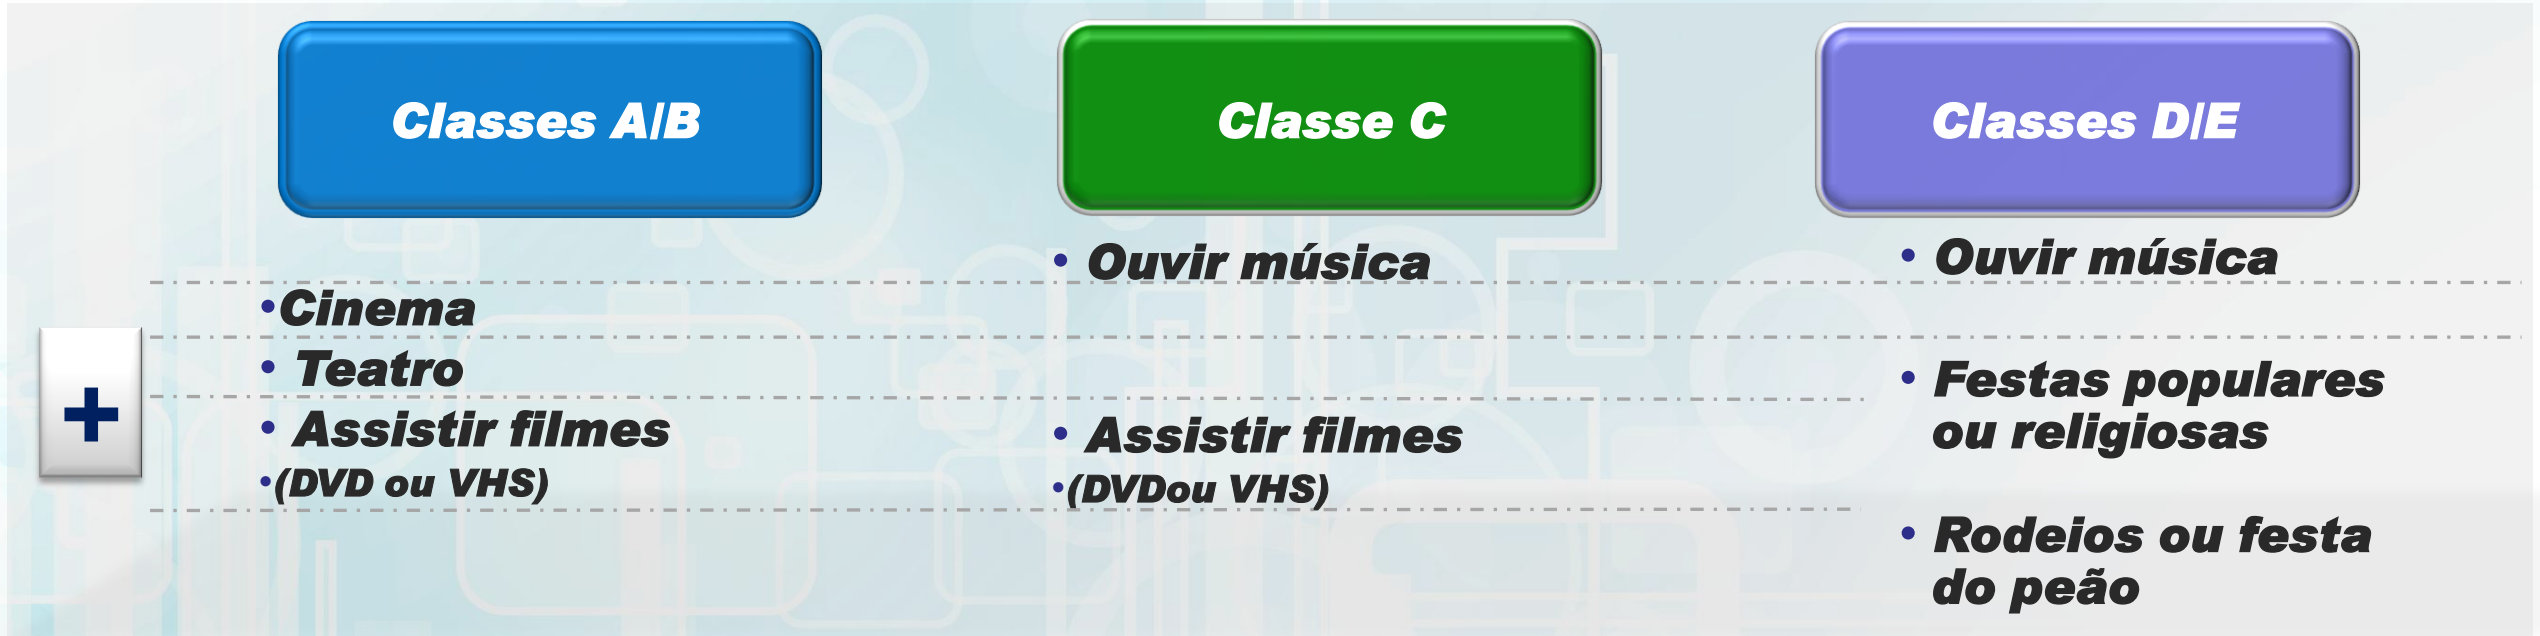 Classes A/B
Classe C
Classes D/E
+
•Cinema
• Teatro
• Assistir filmes
•(DVD ou VHS)
• Ouvir música
• Assistir filmes
•(DVDou VHS)
• Ouvir música
• Festas populares
ou religiosas
• Rodeios ou festa
do peão